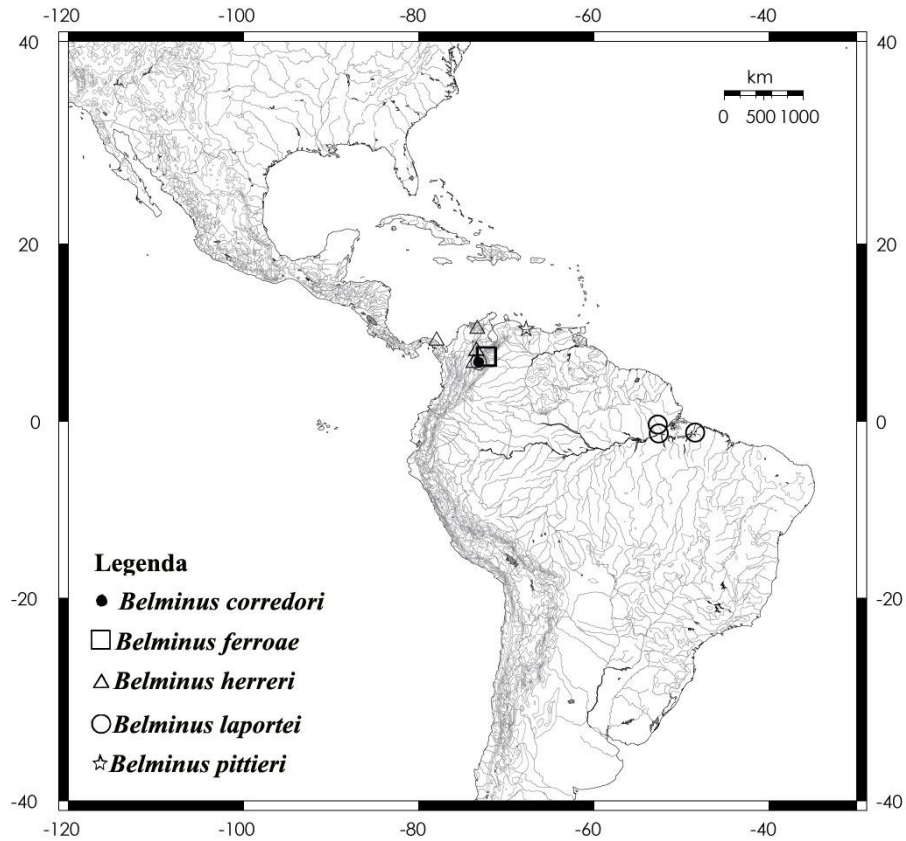 -120 -100 -80 -60 -40
40 40
km
0 500 1000
20 20
0 0
Legenda
Belminus corredori
-20 -20
Belminus ferroae
Belminus herreri
Belminus laportei
Belminus pittieri
-40 -40
-120 -100 -80 -60 -40